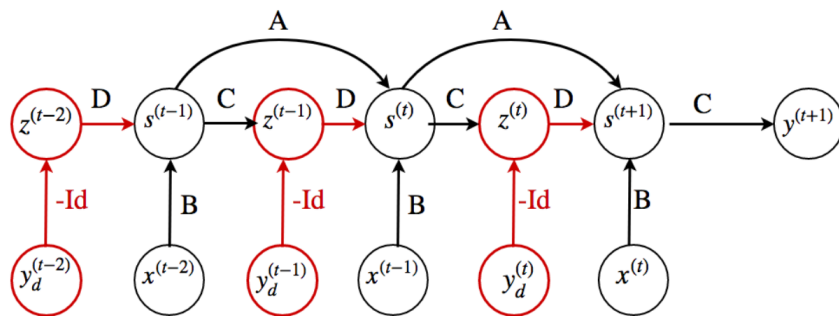 A A
D C D C D C
z^{(t-2)} s^{(t-1)} z^{(t-1)} s^{(t)} z^{(t)} s^{(t+1)} y^{(t+1)}
-Id B -Id B -Id B
y_d^{(t-2)} x^{(t-2)} y_d^{(t-1)} x^{(t-1)} y_d^{(t)} x^{(t)}